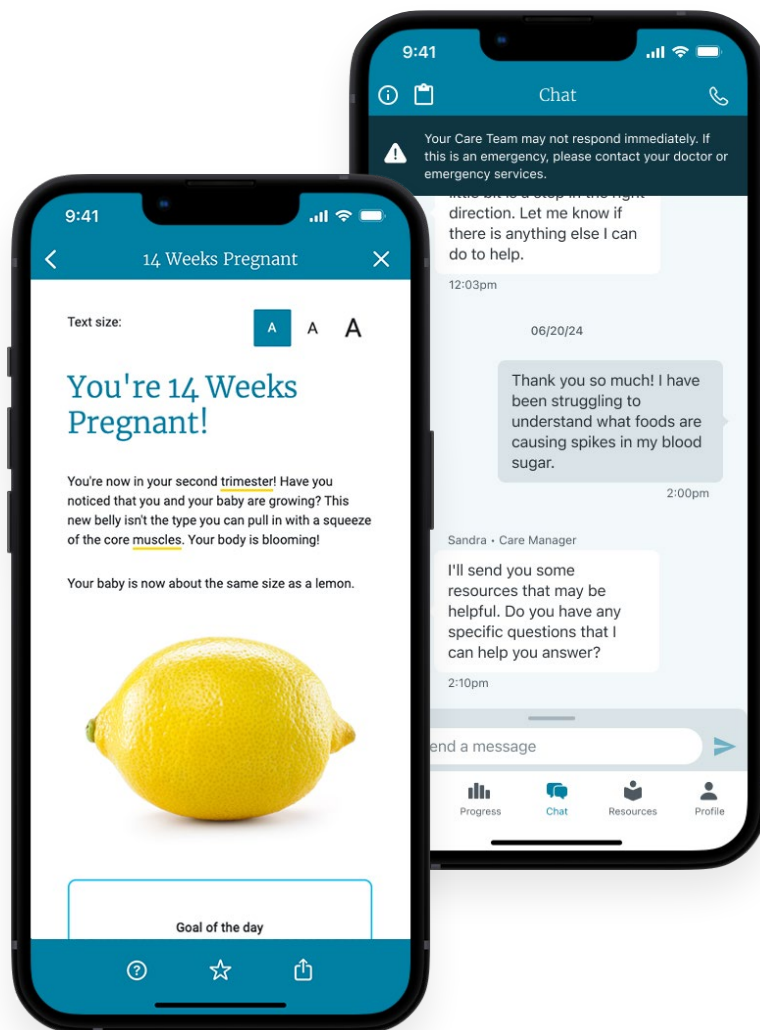 9:41
14 Weeks Pregnant
Text size:
A A A
You're 14 Weeks
Pregnant!
You're now in your second trimester! Have you
noticed that you and your baby are growing? This
new belly isn't the type you can pull in with a squeeze
of the core muscles. Your body is blooming!
Your baby is now about the same size as a lemon.
Goal of the day
9:41
Chat
Your Care Team may not respond immediately. If
this is an emergency, please contact your doctor or
emergency services.
direction. Let me know if
there is anything else I can
do to help.
12:03pm
06/20/24
Thank you so much! I have
been struggling to
understand what foods are
causing spikes in my blood
sugar.
2:00pm
Sandra • Care Manager
I'll send you some
resources that may be
helpful. Do you have any
specific questions that I
can help you answer?
2:10pm
end a message
Progress
Chat
Resources
Profile